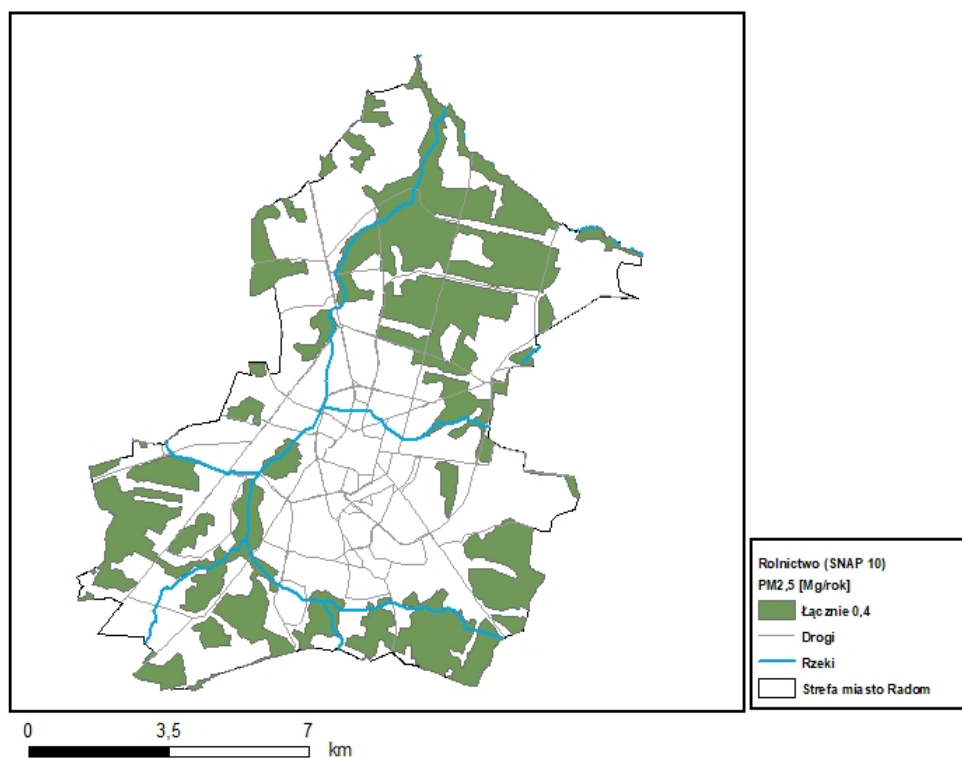 Rolnictwo (SNAP 10)
PM2,5 [Mg/rok]
Łącznie 0,4
Drogi
Rzeki
Strefa miasto Radom
0 3,5 7
km